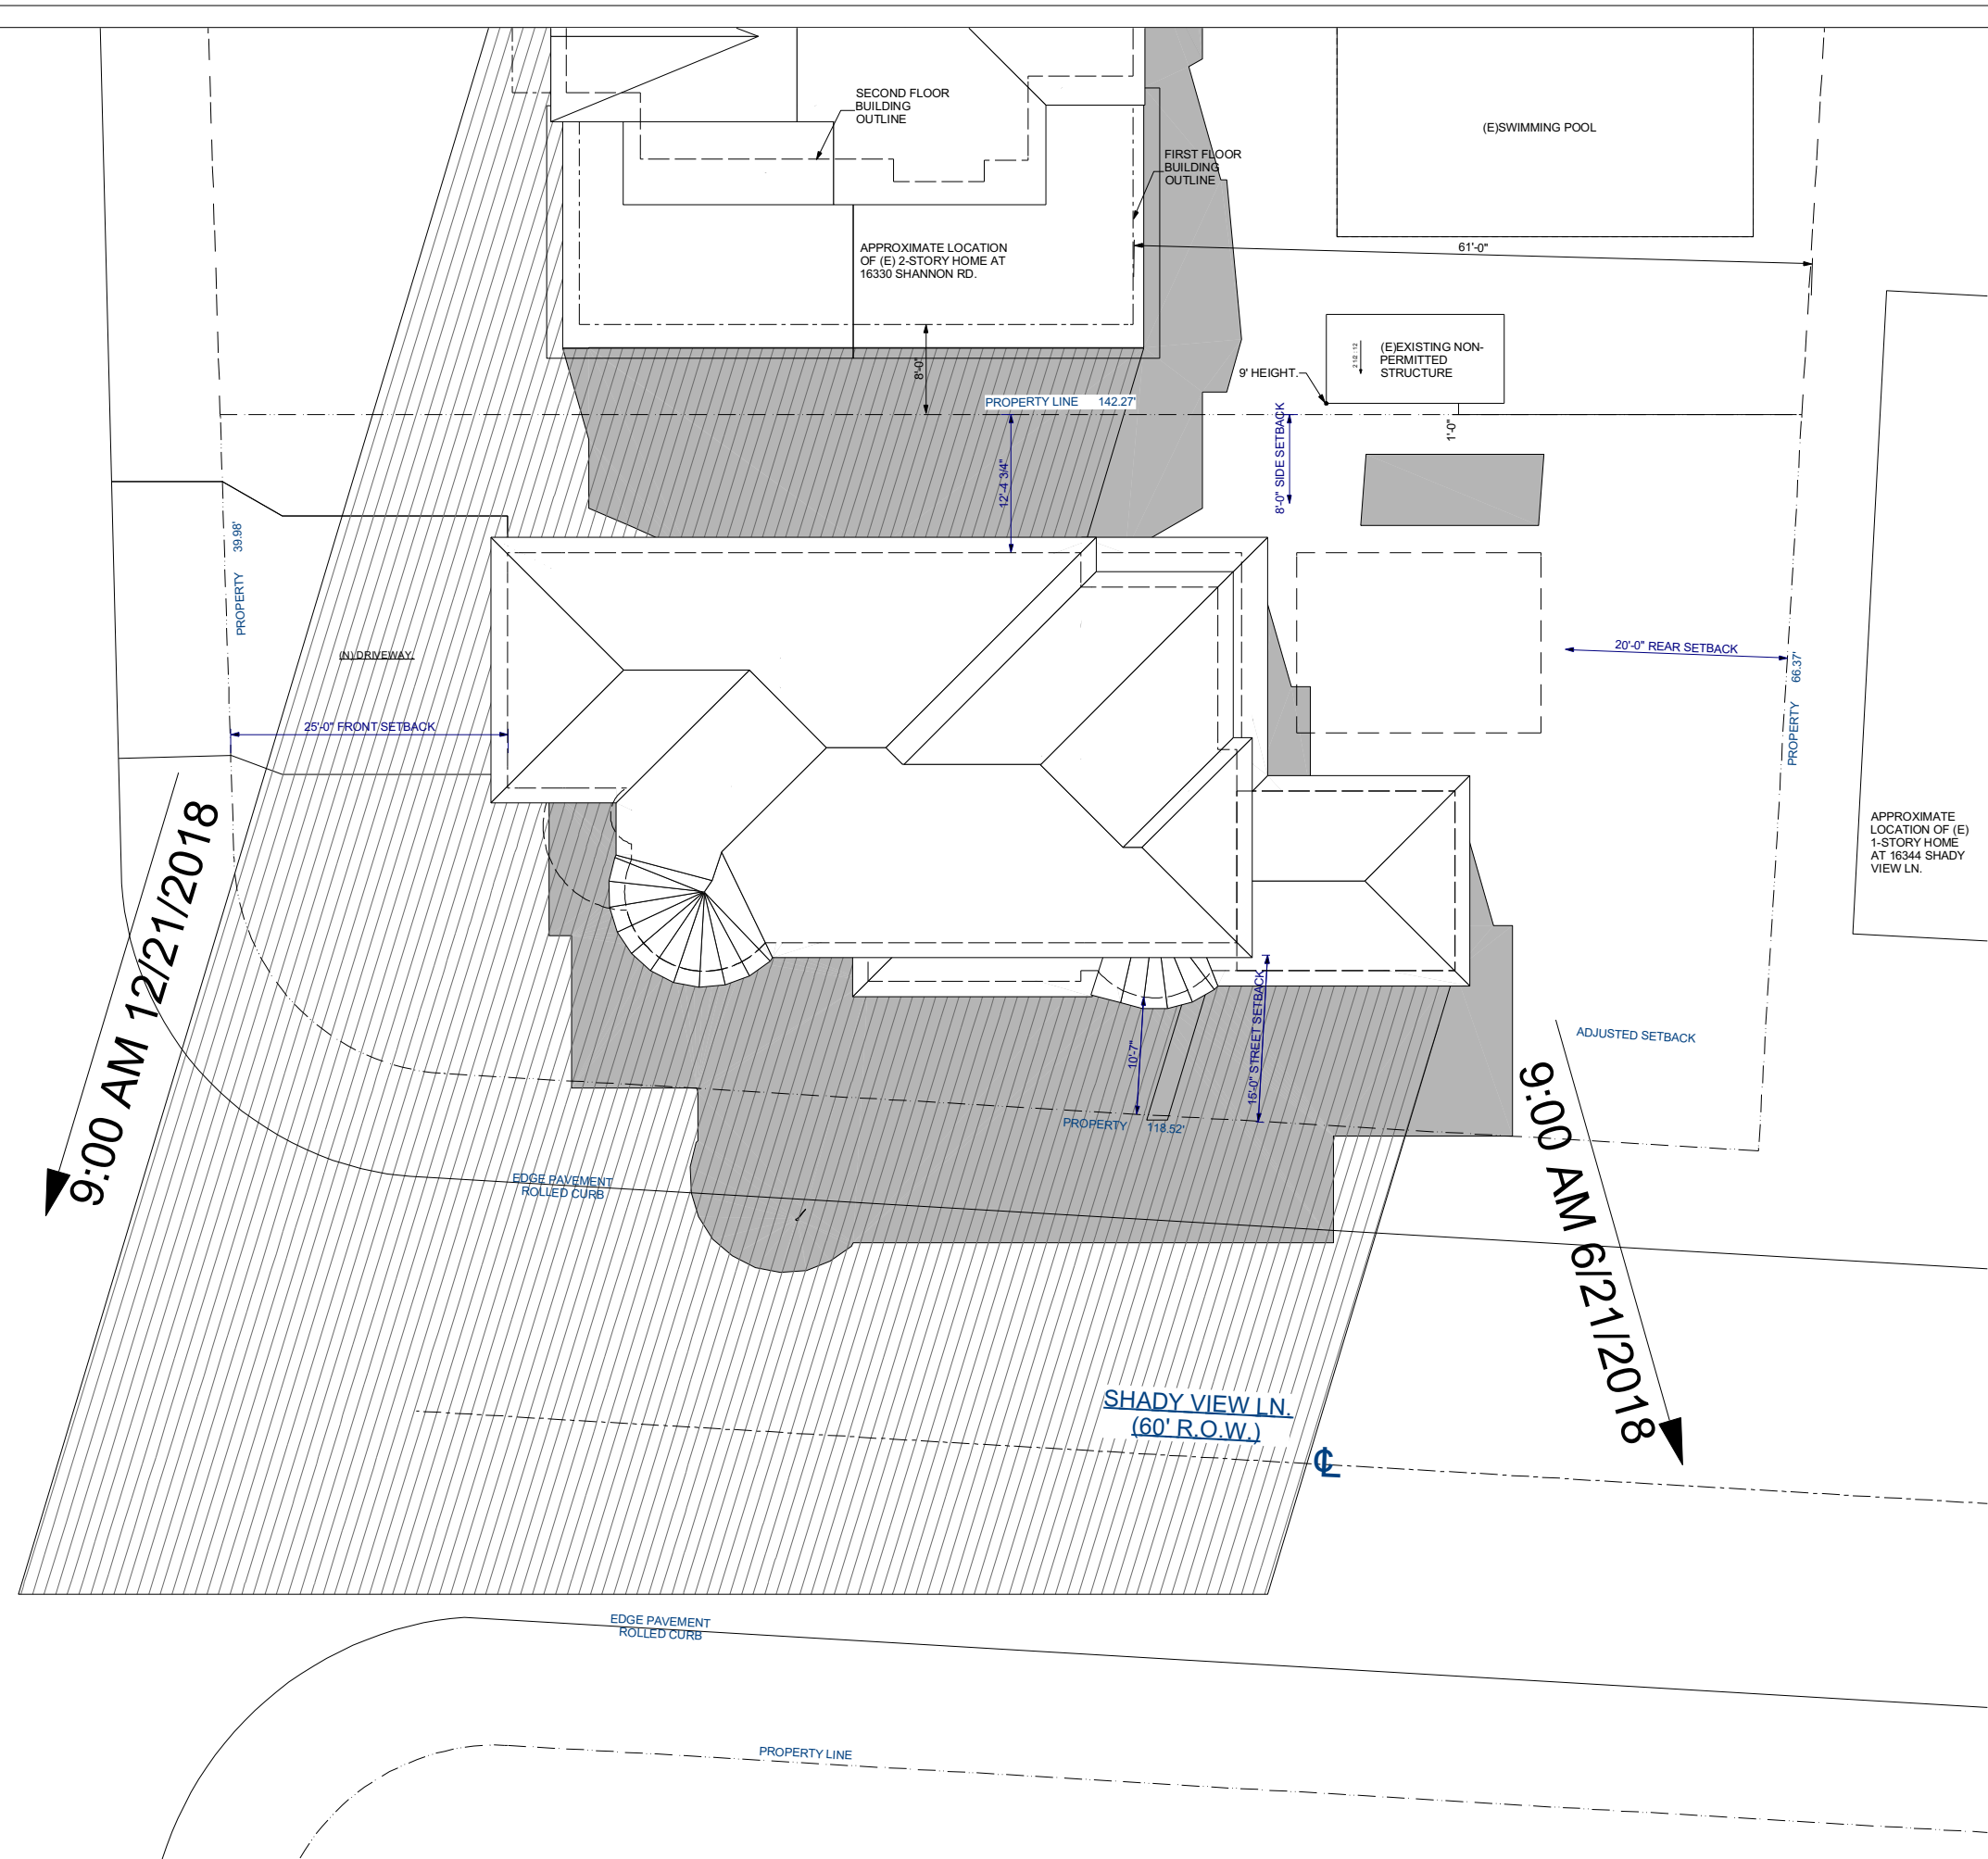 SECOND FLOOR
BUILDING
OUTLINE
(E)SWIMMING POOL
FIRST FLOOR
BUILDING
OUTLINE
APPROXIMATE LOCATION
OF (E) 2-STORY HOME AT
16330 SHANNON RD.
61'-0"
8'-0"
2 1/2 : 12
(E)EXISTING NON-
PERMITTED
STRUCTURE
9' HEIGHT.
PROPERTY LINE 142.27'
12'-4 3/4"
8'-0" SIDE SETBACK
1'-0"
PROPERTY 39.98'
(N) DRIVEWAY.
20'-0" REAR SETBACK
PROPERTY 66.37'
25'-0" FRONT SETBACK
APPROXIMATE
LOCATION OF (E)
1-STORY HOME
AT 16344 SHADY
VIEW LN.
9:00 AM 12/21/2018
10'-7"
15'-0" STREET SETBACK
ADJUSTED SETBACK
PROPERTY 118.52'
9:00 AM 6/21/2018
EDGE PAVEMENT
ROLLED CURB
SHADY VIEW LN.
(60' R.O.W.)
℄
EDGE PAVEMENT
ROLLED CURB
PROPERTY LINE